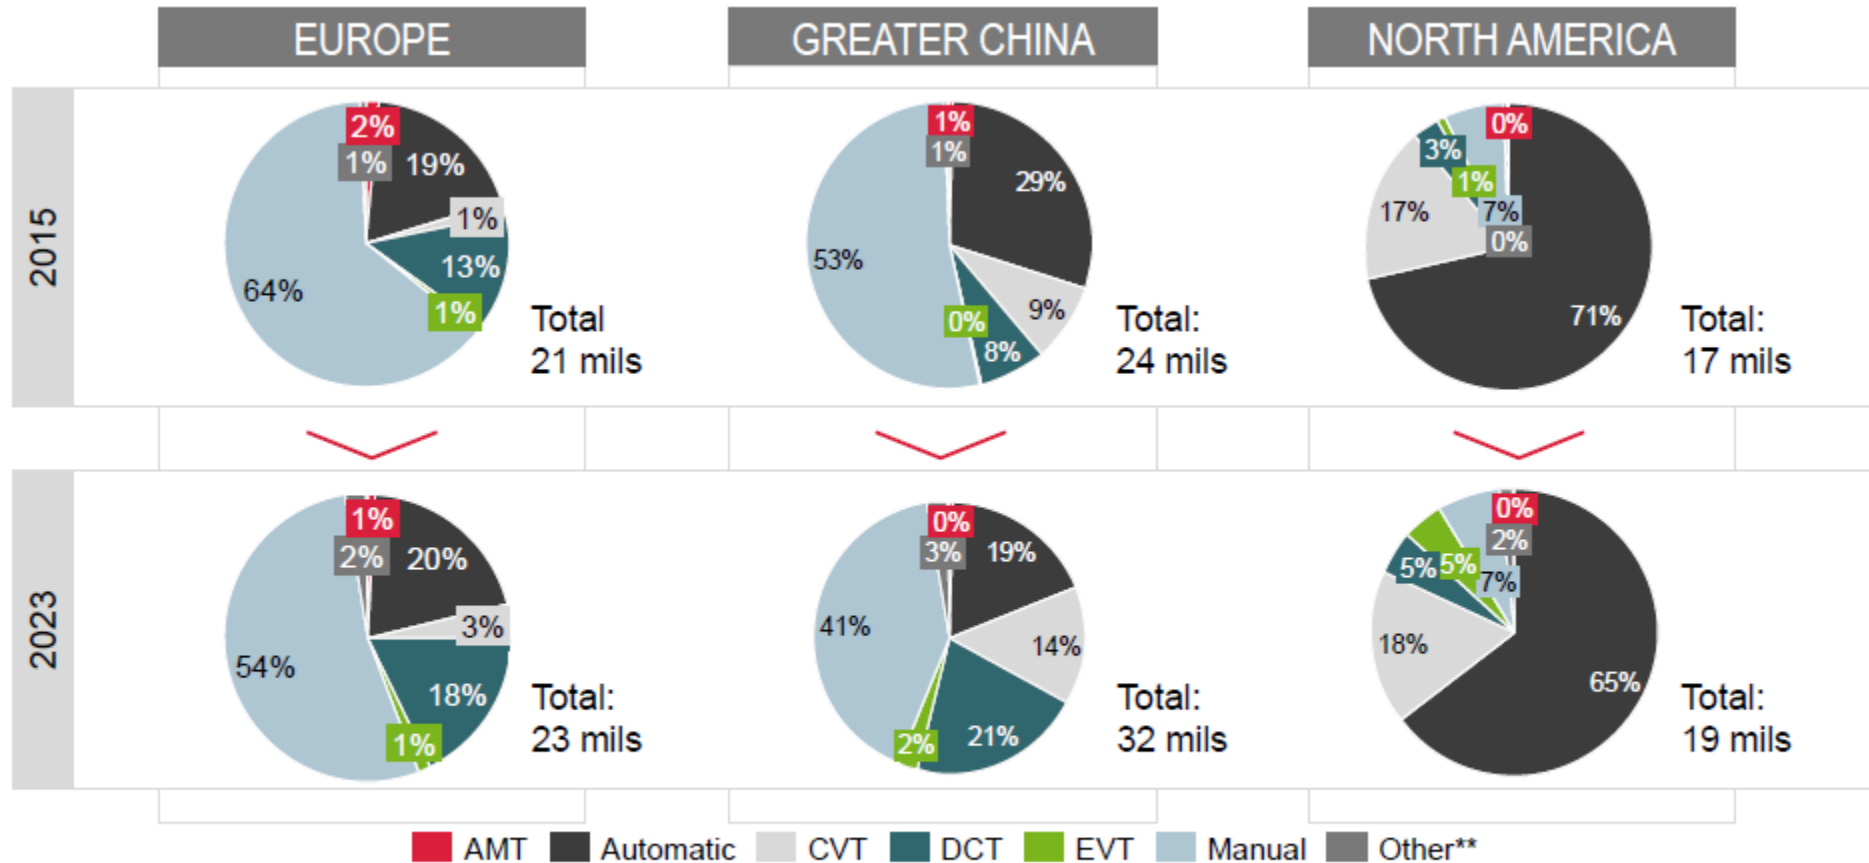 EUROPE
GREATER CHINA
NORTH AMERICA
2015
2%
1%
19%
1%
13%
1%
64%
Total
21 mils
1%
1%
29%
9%
8%
0%
53%
Total:
24 mils
0%
3%
1%
7%
0%
17%
71%
Total:
17 mils
2023
1%
2%
20%
3%
18%
1%
54%
Total:
23 mils
0%
3%
19%
14%
21%
2%
41%
Total:
32 mils
0%
2%
5%
5%
7%
18%
65%
Total:
19 mils
AMT Automatic CVT DCT EVT Manual Other**